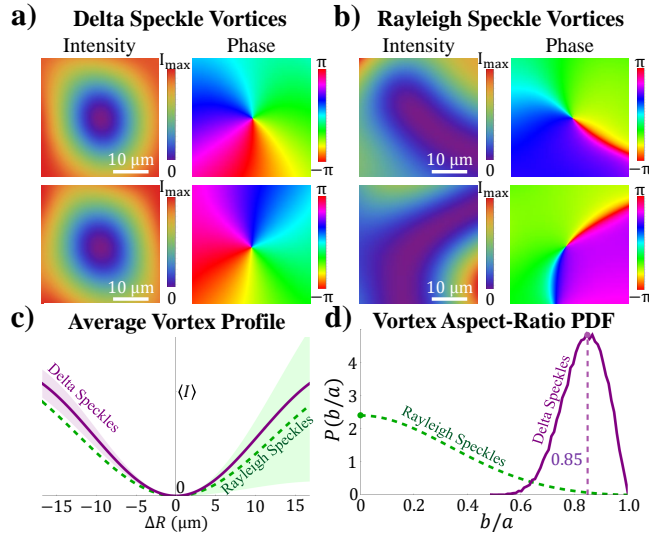 a) Delta Speckle Vortices
Intensity Phase
I_max
0
10 μm
π
−π
I_max
0
10 μm
π
−π
b) Rayleigh Speckle Vortices
Intensity Phase
I_max
0
10 μm
π
−π
I_max
0
10 μm
π
−π
c) Average Vortex Profile
Delta Speckles
⟨I⟩
Rayleigh Speckles
0
−15 −10 −5 0 5 10 15
ΔR (μm)
d) Vortex Aspect-Ratio PDF
P(b/a)
4
3
2
1
0
Rayleigh Speckles
Delta Speckles
0.85
0 0.2 0.4 0.6 0.8 1.0
b/a